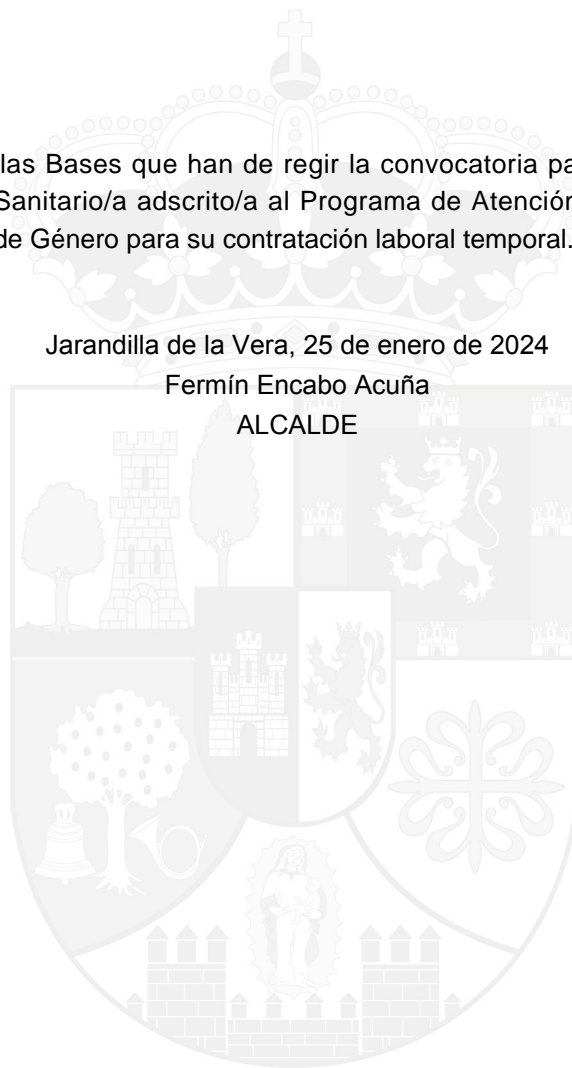 las Bases que han de regir la convocatoria pa
Sanitario/a adscrito/a al Programa de Atención
de Género para su contratación laboral temporal.
Jarandilla de la Vera, 25 de enero de 2024
Fermín Encabo Acuña
ALCALDE